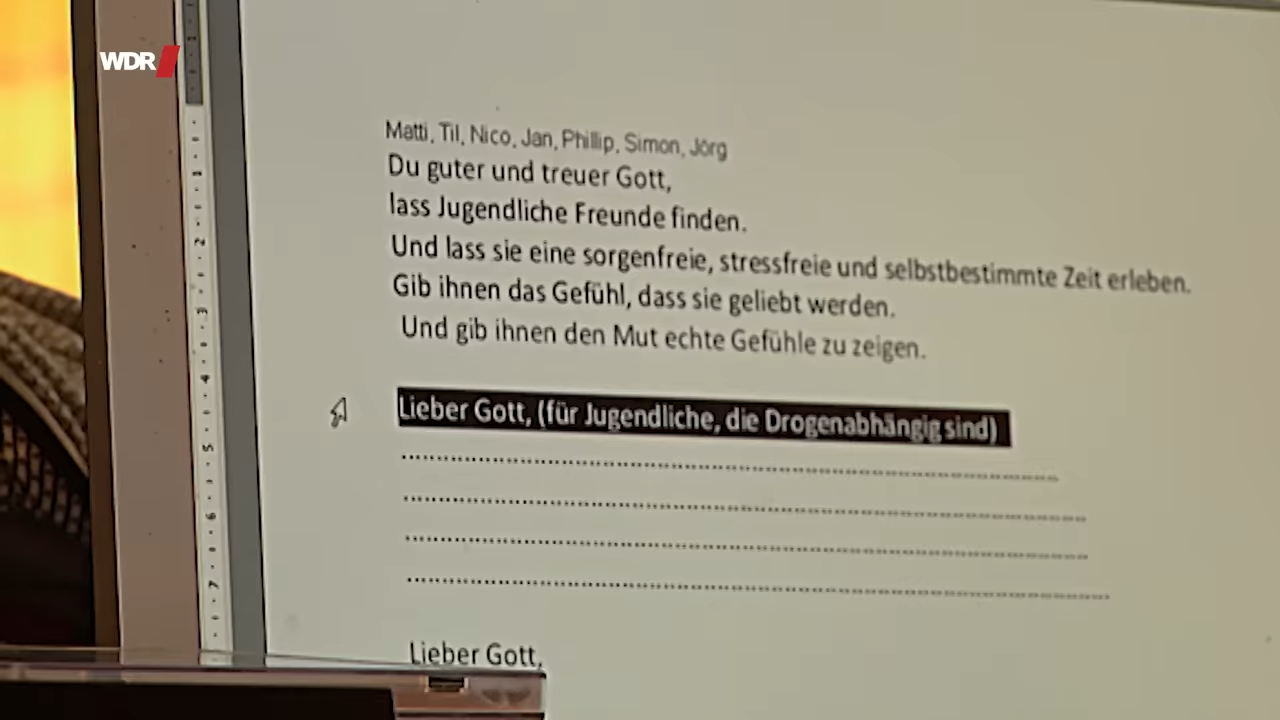 WDR
Matti, Til, Nico, Jan, Phillip, Simon, Jörg
Du guter und treuer Gott,
lass Jugendliche Freunde finden.
Und lass sie eine sorgenfreie, stressfreie und selbstbestimmte Zeit erleben.
Gib ihnen das Gefühl, dass sie geliebt werden.
Und gib ihnen den Mut echte Gefühle zu zeigen.
Lieber Gott, (für Jugendliche, die Drogenabhängig sind)
................................................................
................................................................
................................................................
................................................................
Lieber Gott,